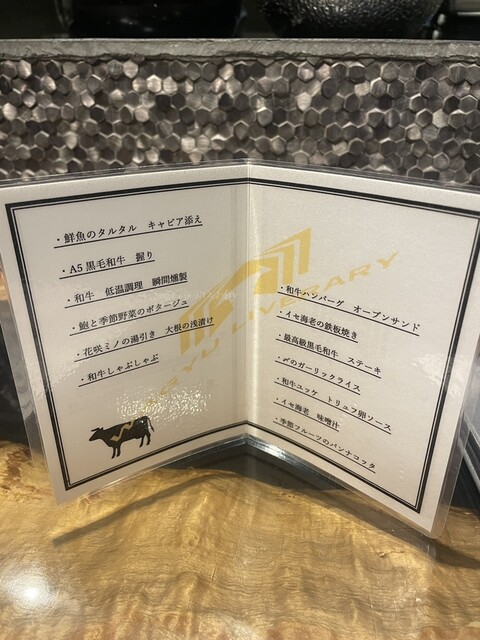 ・鮮魚のタルタル　キャビア添え
・A5黒毛和牛　握り
・和牛　低温調理　瞬間燻製
・鮑と季節野菜のポタージュ
・花咲ミノの湯引き　大根の浅漬け
・和牛しゃぶしゃぶ
・和牛ハンバーグ　オープンサンド
・イセ海老の鉄板焼き
・最高級黒毛和牛　ステーキ
・〆のガーリックライス
・和牛ユッケ　トリュフ卵ソース
・イセ海老　味噌汁
・季節フルーツのパンナコッタ
LIVERARY